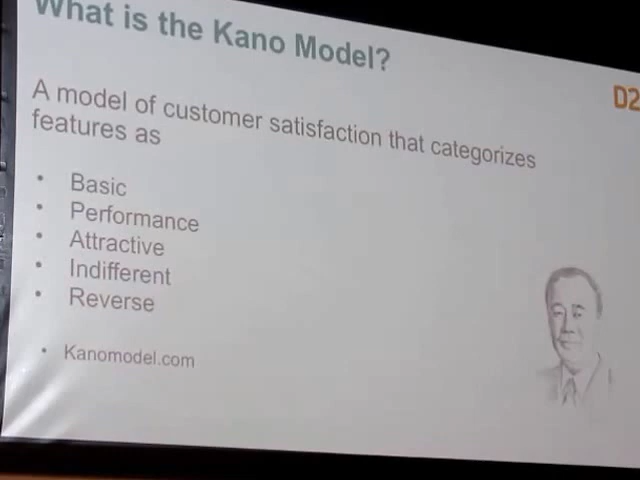 What is the Kano Model?
D2
A model of customer satisfaction that categorizes
features as
• Basic
• Performance
• Attractive
• Indifferent
• Reverse
• Kanomodel.com